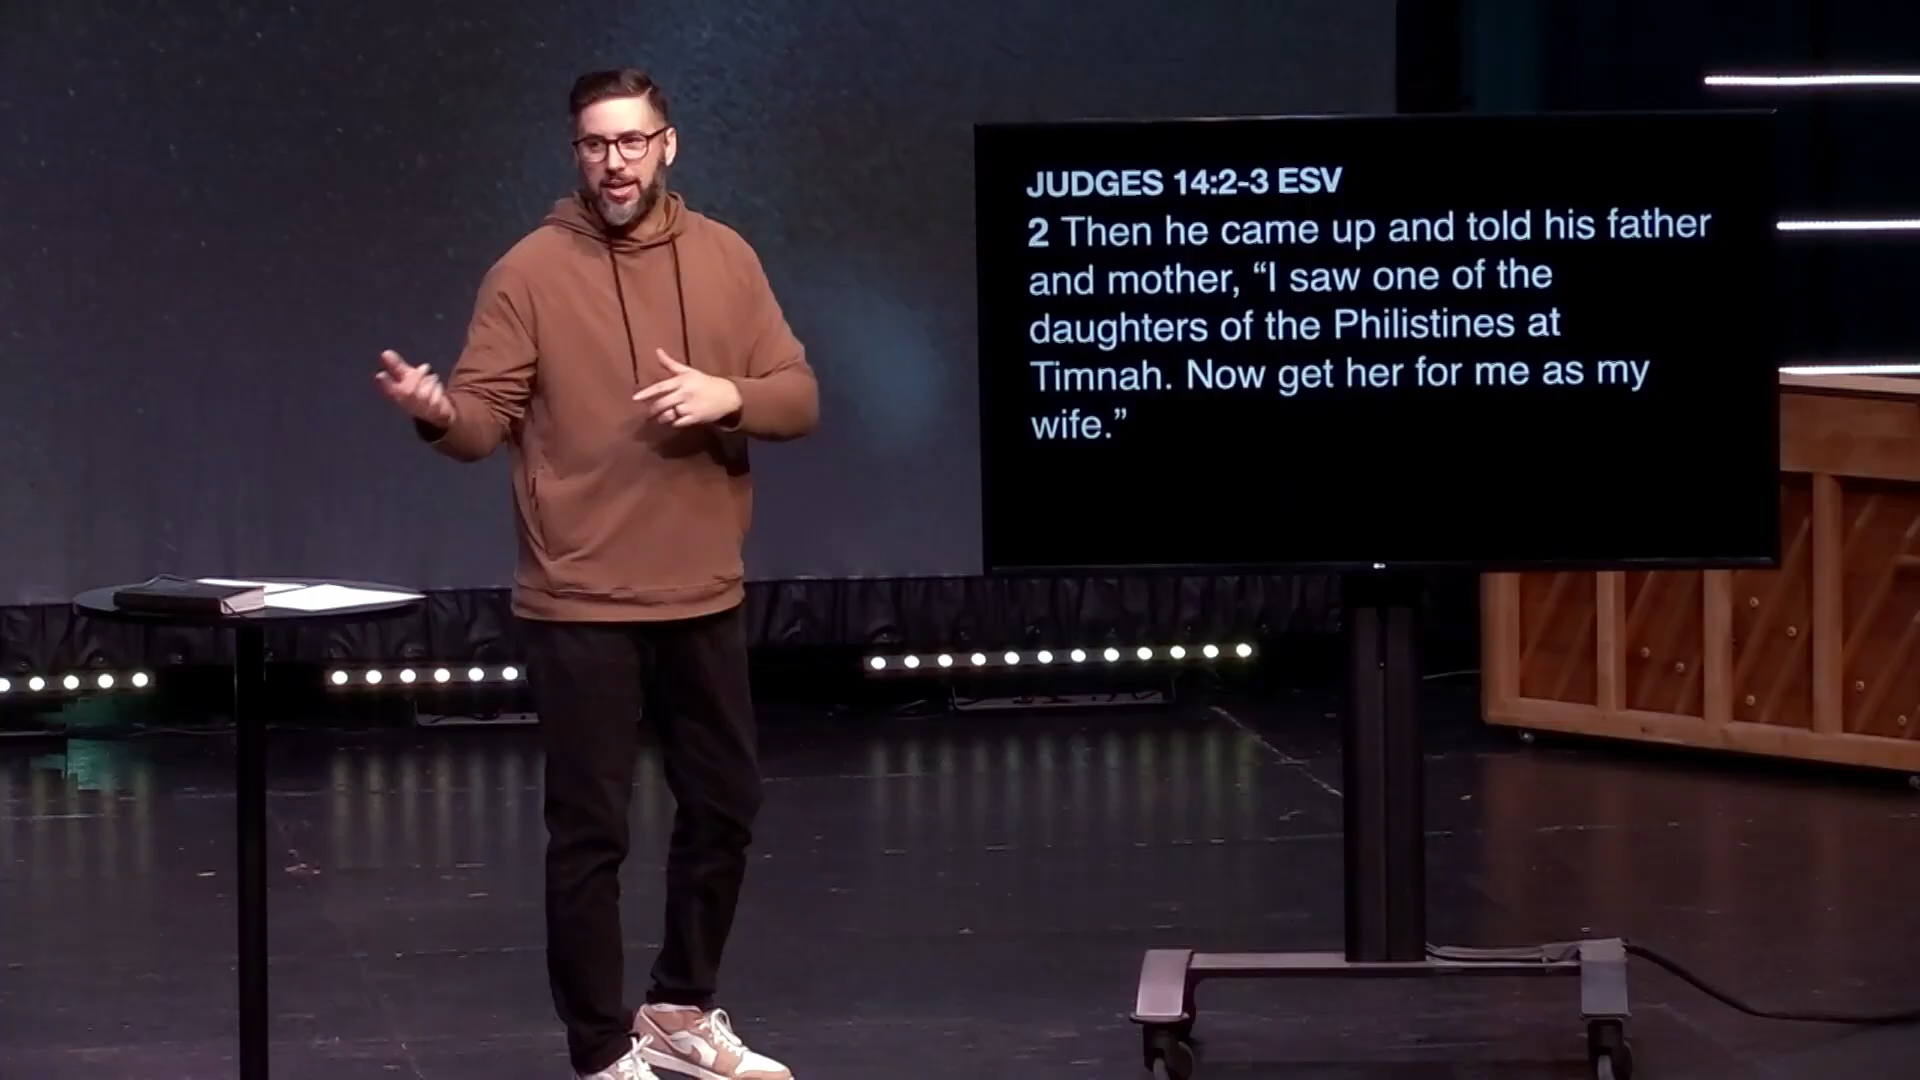 JUDGES 14:2-3 ESV
2 Then he came up and told his father
and mother, “I saw one of the
daughters of the Philistines at
Timnah. Now get her for me as my
wife.”